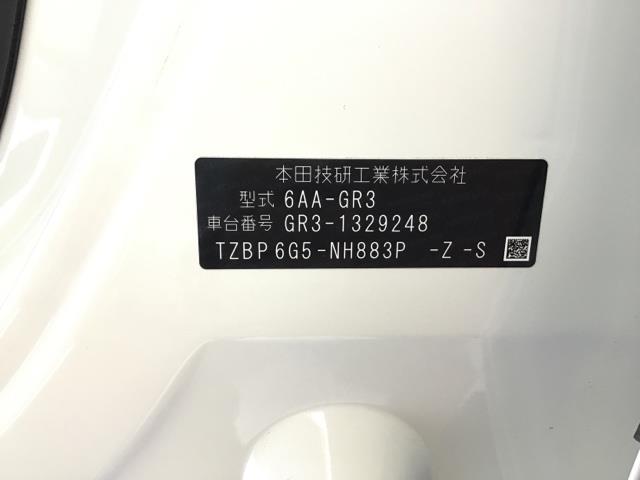 本田技研工業株式会社
型式 6AA-GR3
車台番号 GR3-1329248
TZBP 6G5-NH883P -Z -S